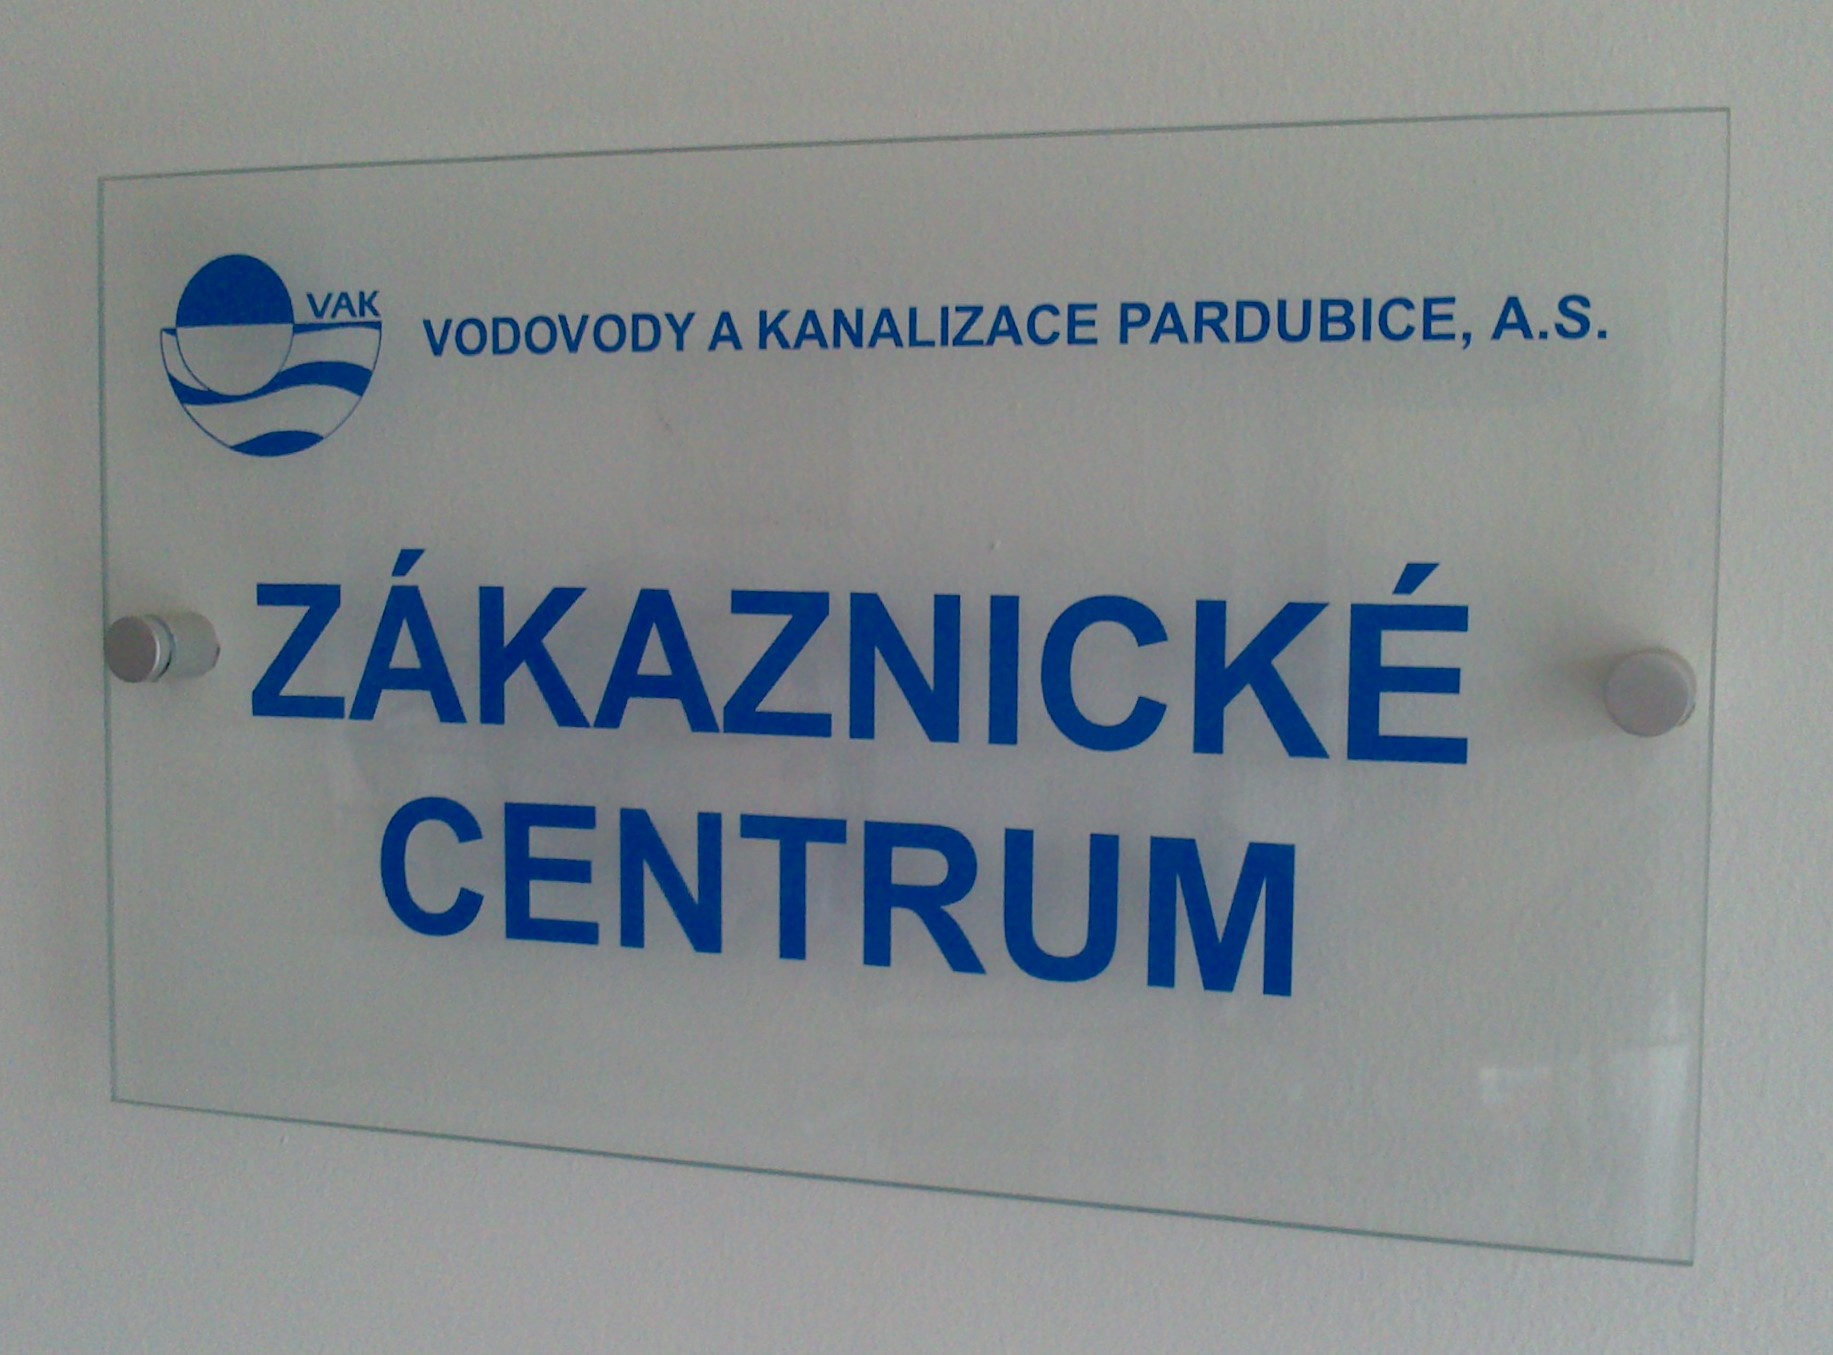 VAK
VODOVODY A KANALIZACE PARDUBICE, A.S.
ZÁKAZNICKÉ
CENTRUM